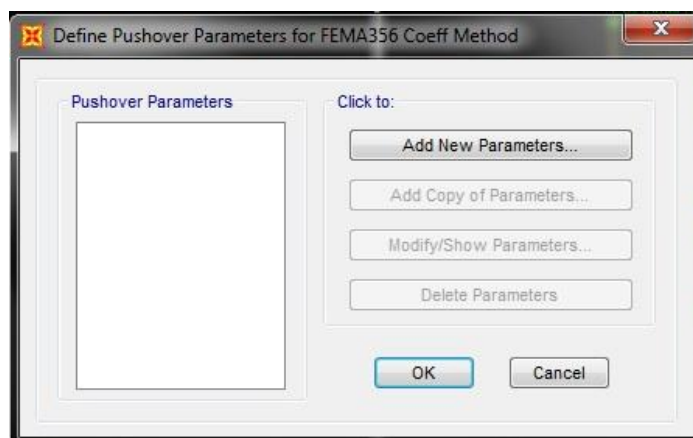 Define Pushover Parameters for FEMA356 Coeff Method
Pushover Parameters
Click to:
Add New Parameters...
Add Copy of Parameters...
Modify/Show Parameters...
Delete Parameters
OK
Cancel